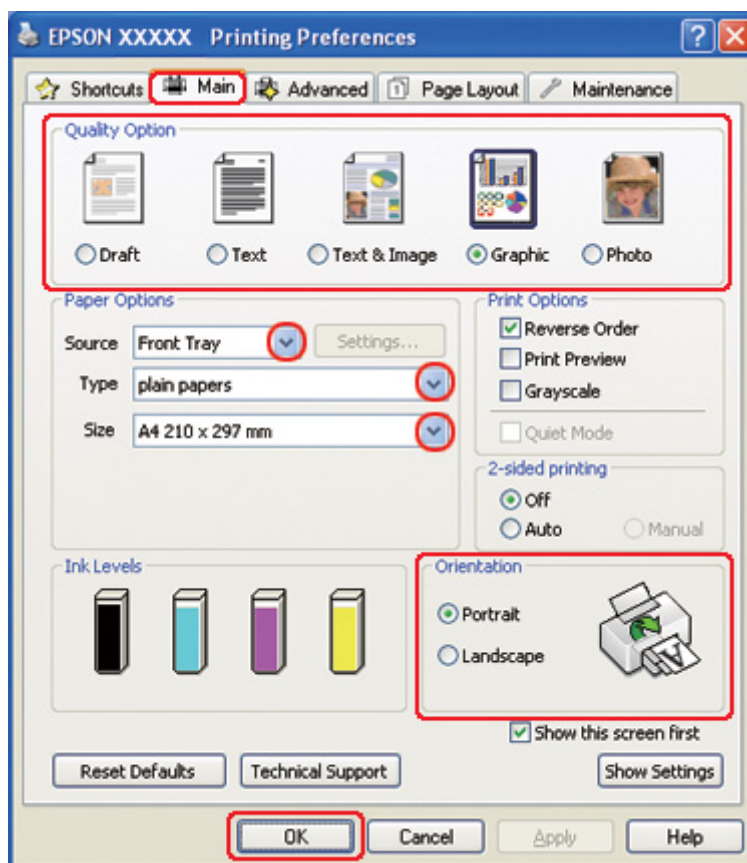 EPSON XXXXX Printing Preferences
Shortcuts Main Advanced Page Layout Maintenance
Quality Option
Draft Text Text & Image Graphic Photo
Paper Options
Source Front Tray Settings...
Type plain papers
Size A4 210 x 297 mm
Print Options
Reverse Order
Print Preview
Grayscale
Quiet Mode
2-sided printing
Off
Auto Manual
Ink Levels
Orientation
Portrait
Landscape
Show this screen first
Reset Defaults Technical Support Show Settings
OK Cancel Apply Help